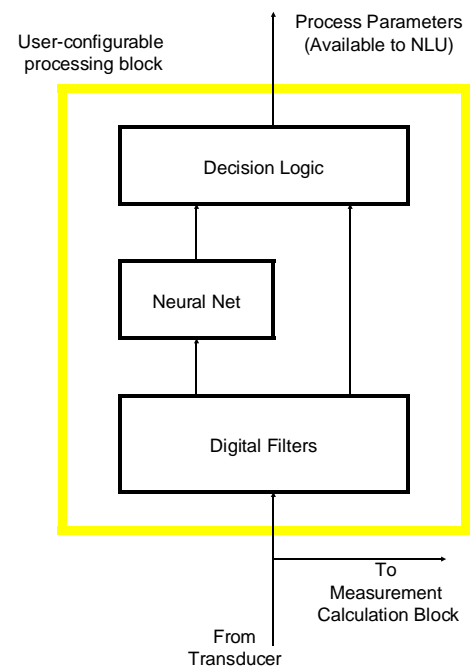 Process Parameters
(Available to NLU)
User-configurable
processing block
Decision Logic
Neural Net
Digital Filters
To
Measurement
Calculation Block
From
Transducer